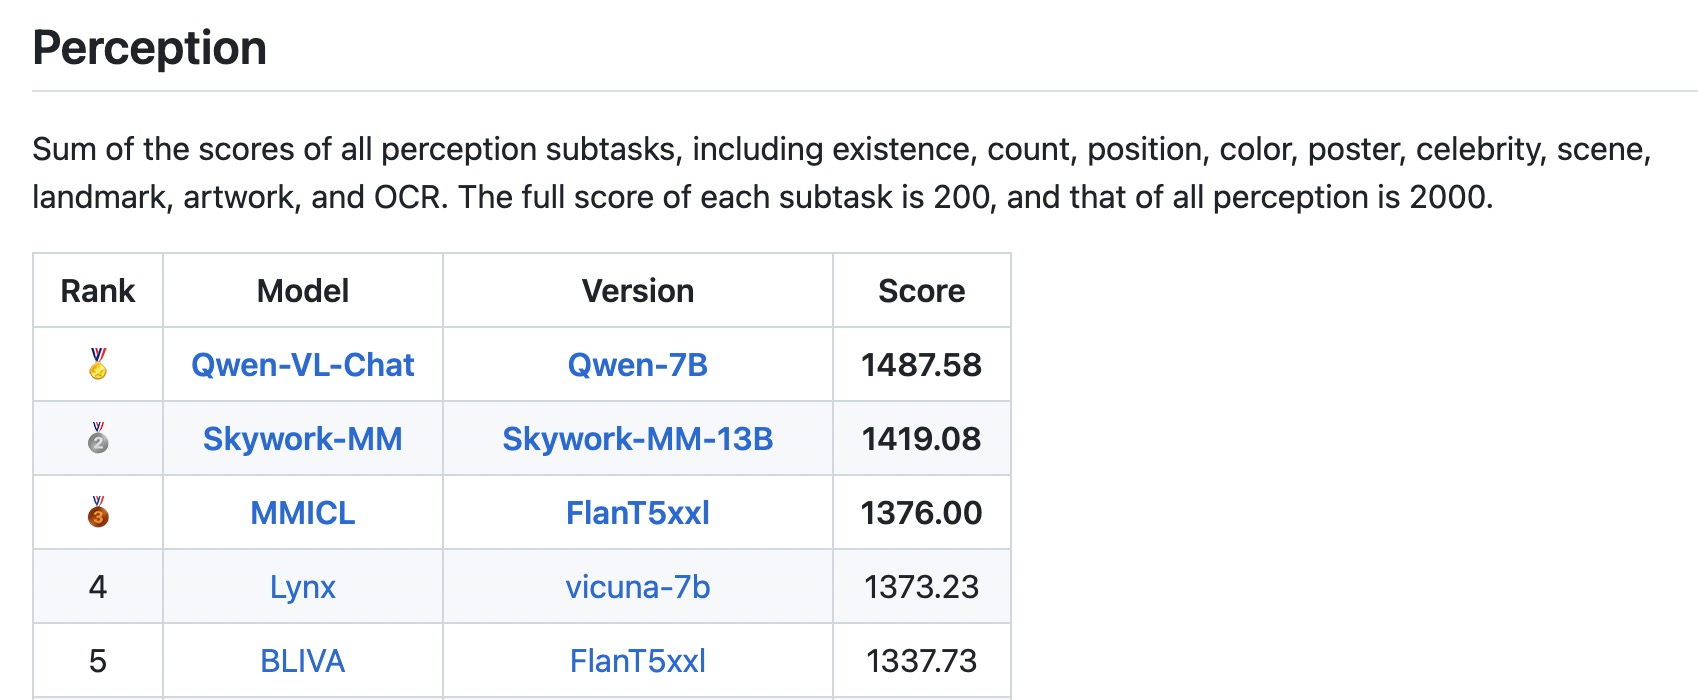 Perception
Sum of the scores of all perception subtasks, including existence, count, position, color, poster, celebrity, scene,
landmark, artwork, and OCR. The full score of each subtask is 200, and that of all perception is 2000.
Rank Model Version Score
🥇 Qwen-VL-Chat Qwen-7B 1487.58
🥈 Skywork-MM Skywork-MM-13B 1419.08
🥉 MMICL FlanT5xxl 1376.00
4 Lynx vicuna-7b 1373.23
5 BLIVA FlanT5xxl 1337.73